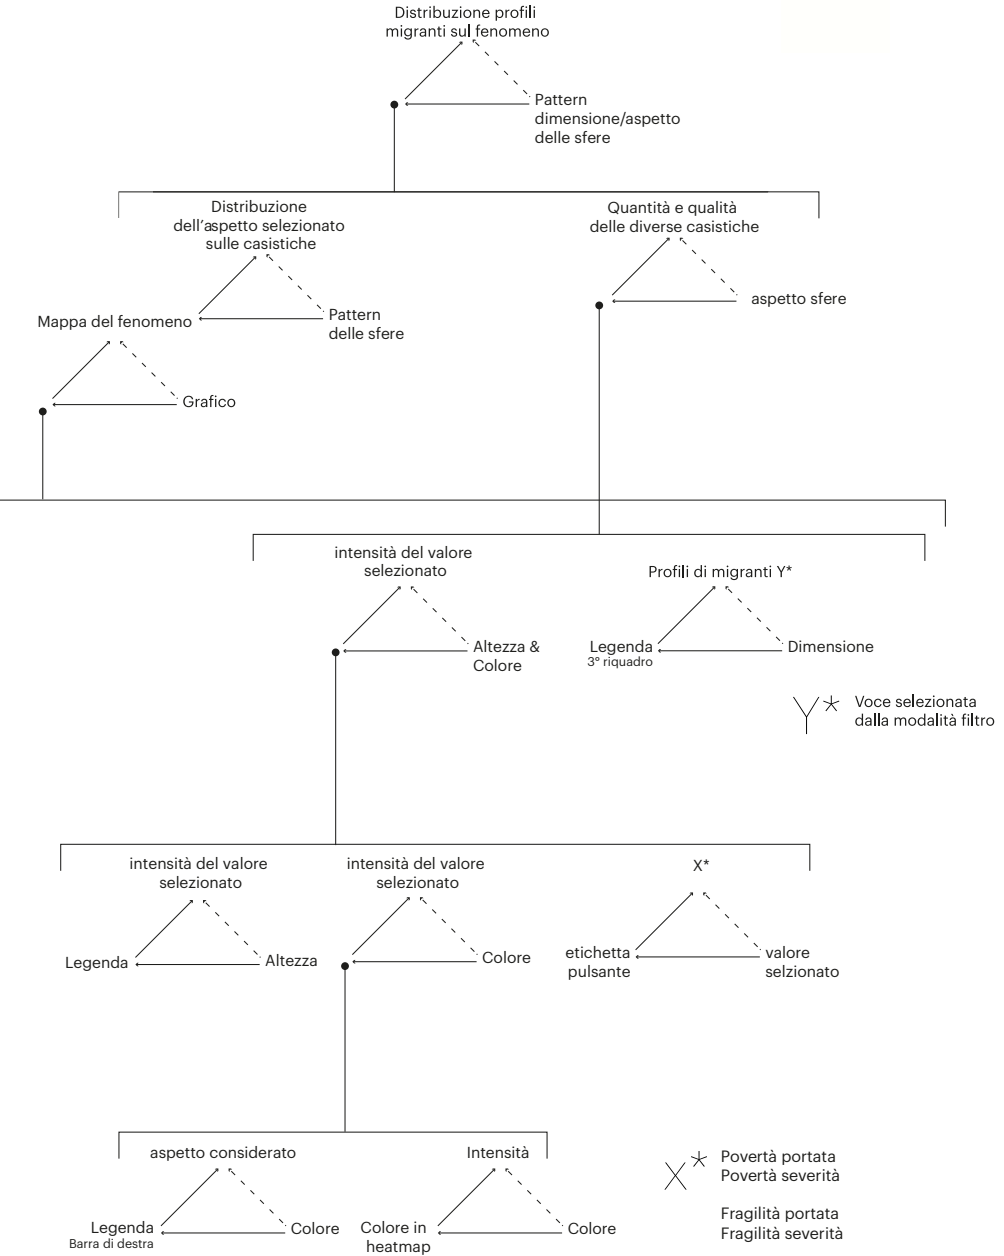 Distribuzione profili
migranti sul fenomeno
Pattern
dimensione/aspetto
delle sfere
Distribuzione
dell'aspetto selezionato
sulle casistiche
Quantità e qualità
delle diverse casistiche
Mappa del fenomeno
Pattern
delle sfere
aspetto sfere
Grafico
intensità del valore
selezionato
Profili di migranti Y*
Altezza &
Colore
Legenda
3° riquadro
Dimensione
Y* Voce selezionata
dalla modalità filtro
intensità del valore
selezionato
intensità del valore
selezionato
X*
Legenda
Altezza
Colore
etichetta
pulsante
valore
selzionato
aspetto considerato
Intensità
Legenda
Barra di destra
Colore
Colore in
heatmap
Colore
X* Povertà portata
Povertà severità
Fragilità portata
Fragilità severità